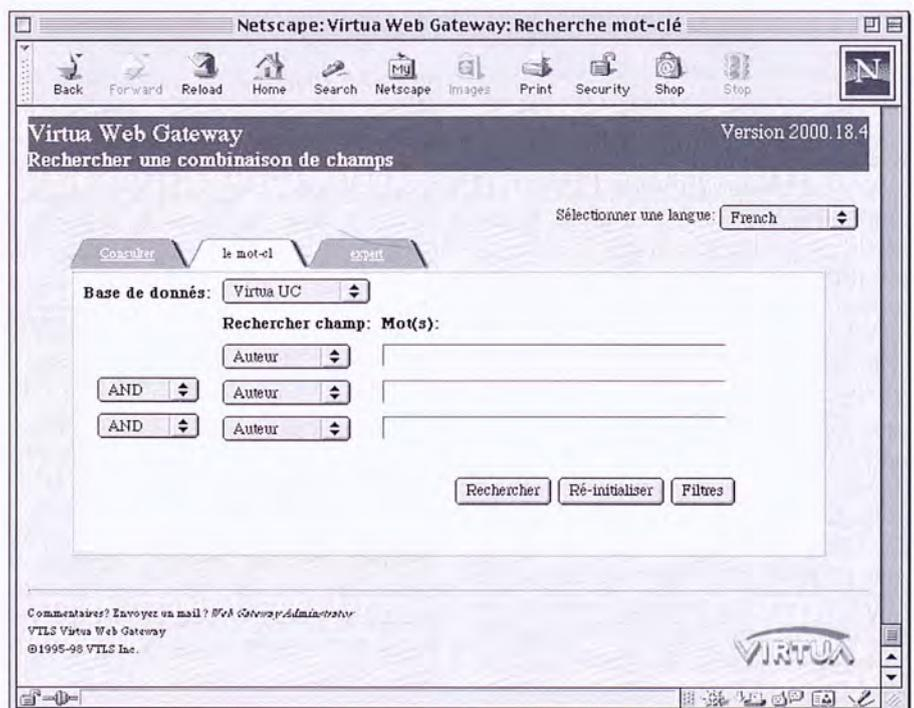 Netscape: Virtua Web Gateway: Recherche mot-clé
Back Forward Reload Home Search Netscape Images Print Security Shop Stop
My
N
Virtua Web Gateway Version 2000.18.4
Rechercher une combinaison de champs
Sélectionner une langue: French
Consulter le mot-cl expert
Base de donnés: Virtua UC
Rechercher champ: Mot(s):
Auteur
AND Auteur
AND Auteur
Rechercher Ré-initialiser Filtres
Commentaires? Envoyez un mail? Web Gateway Administrator
VTLS Virtua Web Gateway
©1995-98 VTLS Inc.
VIRTUA